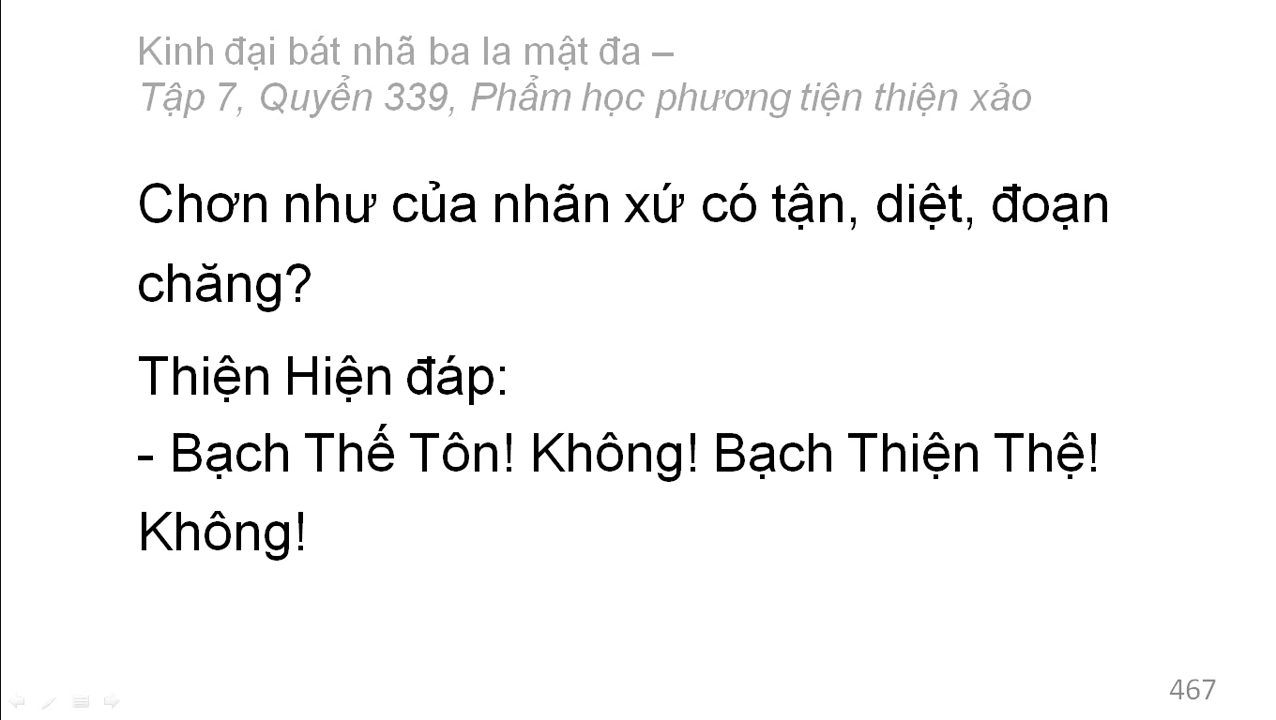 Kinh đại bát nhã ba la mật đa –
Tập 7, Quyển 339, Phẩm học phương tiện thiện xảo
Chơn như của nhãn xứ có tận, diệt, đoạn
chăng?
Thiện Hiện đáp:
- Bạch Thế Tôn! Không! Bạch Thiện Thệ!
Không!
467